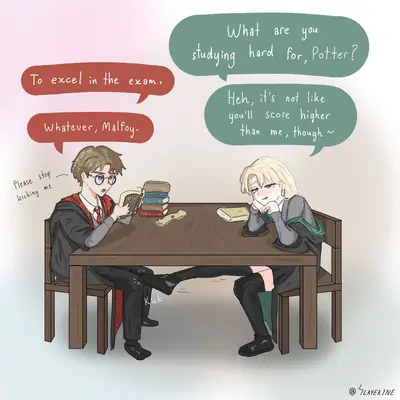 What are you
studying hard for, Potter?
To excel in the exam.
Heh, it's not like
you'll score higher
than me, though ~
Whatever, Malfoy.
Please stop
kicking me
Kick